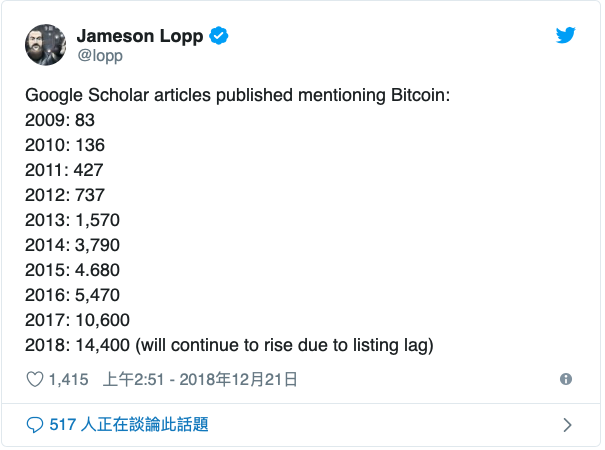 Jameson Lopp
@lopp
Google Scholar articles published mentioning Bitcoin:
2009: 83
2010: 136
2011: 427
2012: 737
2013: 1,570
2014: 3,790
2015: 4.680
2016: 5,470
2017: 10,600
2018: 14,400 (will continue to rise due to listing lag)
1,415 上午2:51 - 2018年12月21日
517 人正在談論此話題